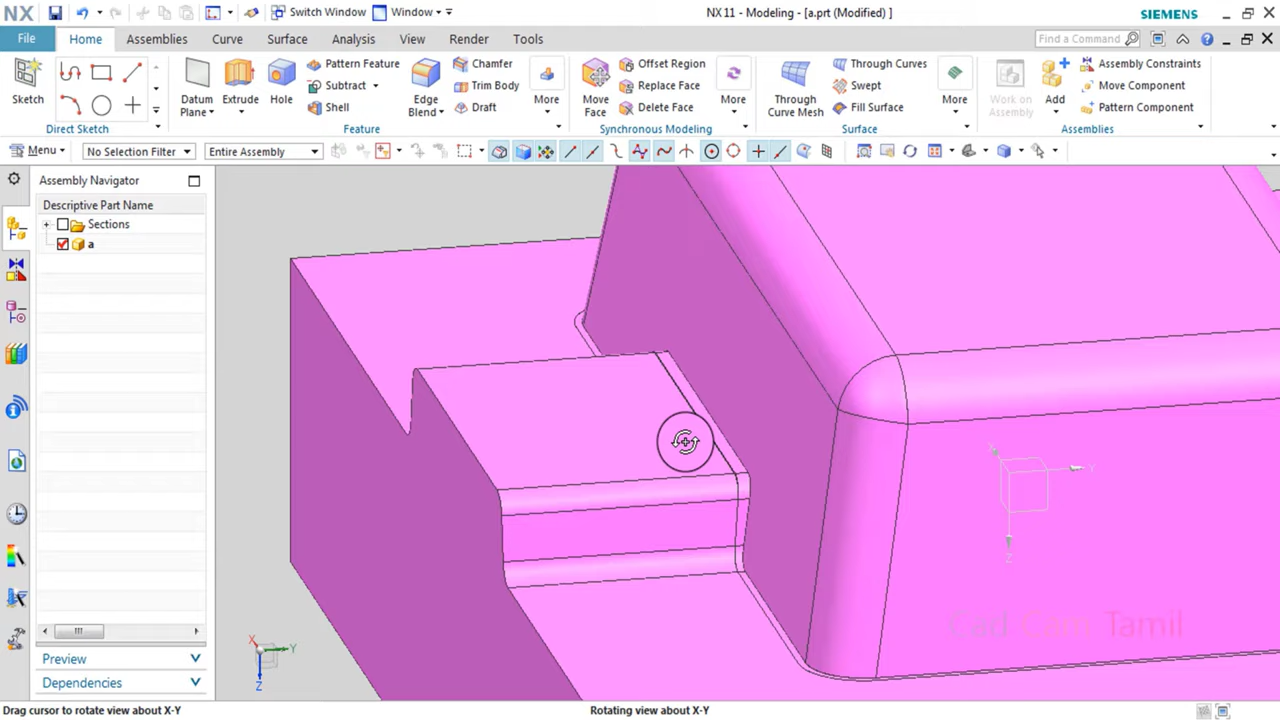 NX Switch Window Window NX 11 - Modeling - [a.prt (Modified) ] SIEMENS
File Home Assemblies Curve Surface Analysis View Render Tools Find a Command
Sketch
Direct Sketch
Datum Plane Extrude Hole
Pattern Feature
Subtract
Shell
Edge Blend
Chamfer
Trim Body
Draft
More
Feature
Move Face
Offset Region
Replace Face
Delete Face
More
Synchronous Modeling
Through Curve Mesh
Through Curves
Swept
Fill Surface
More
Surface
Work on Assembly
Add
Assembly Constraints
Move Component
Pattern Component
Assemblies
Menu No Selection Filter Entire Assembly
Assembly Navigator
Descriptive Part Name
Sections
a
Preview
Dependencies
X
Y
Z
X
Y
Z
Cad Cam Tamil
Drag cursor to rotate view about X-Y Rotating view about X-Y